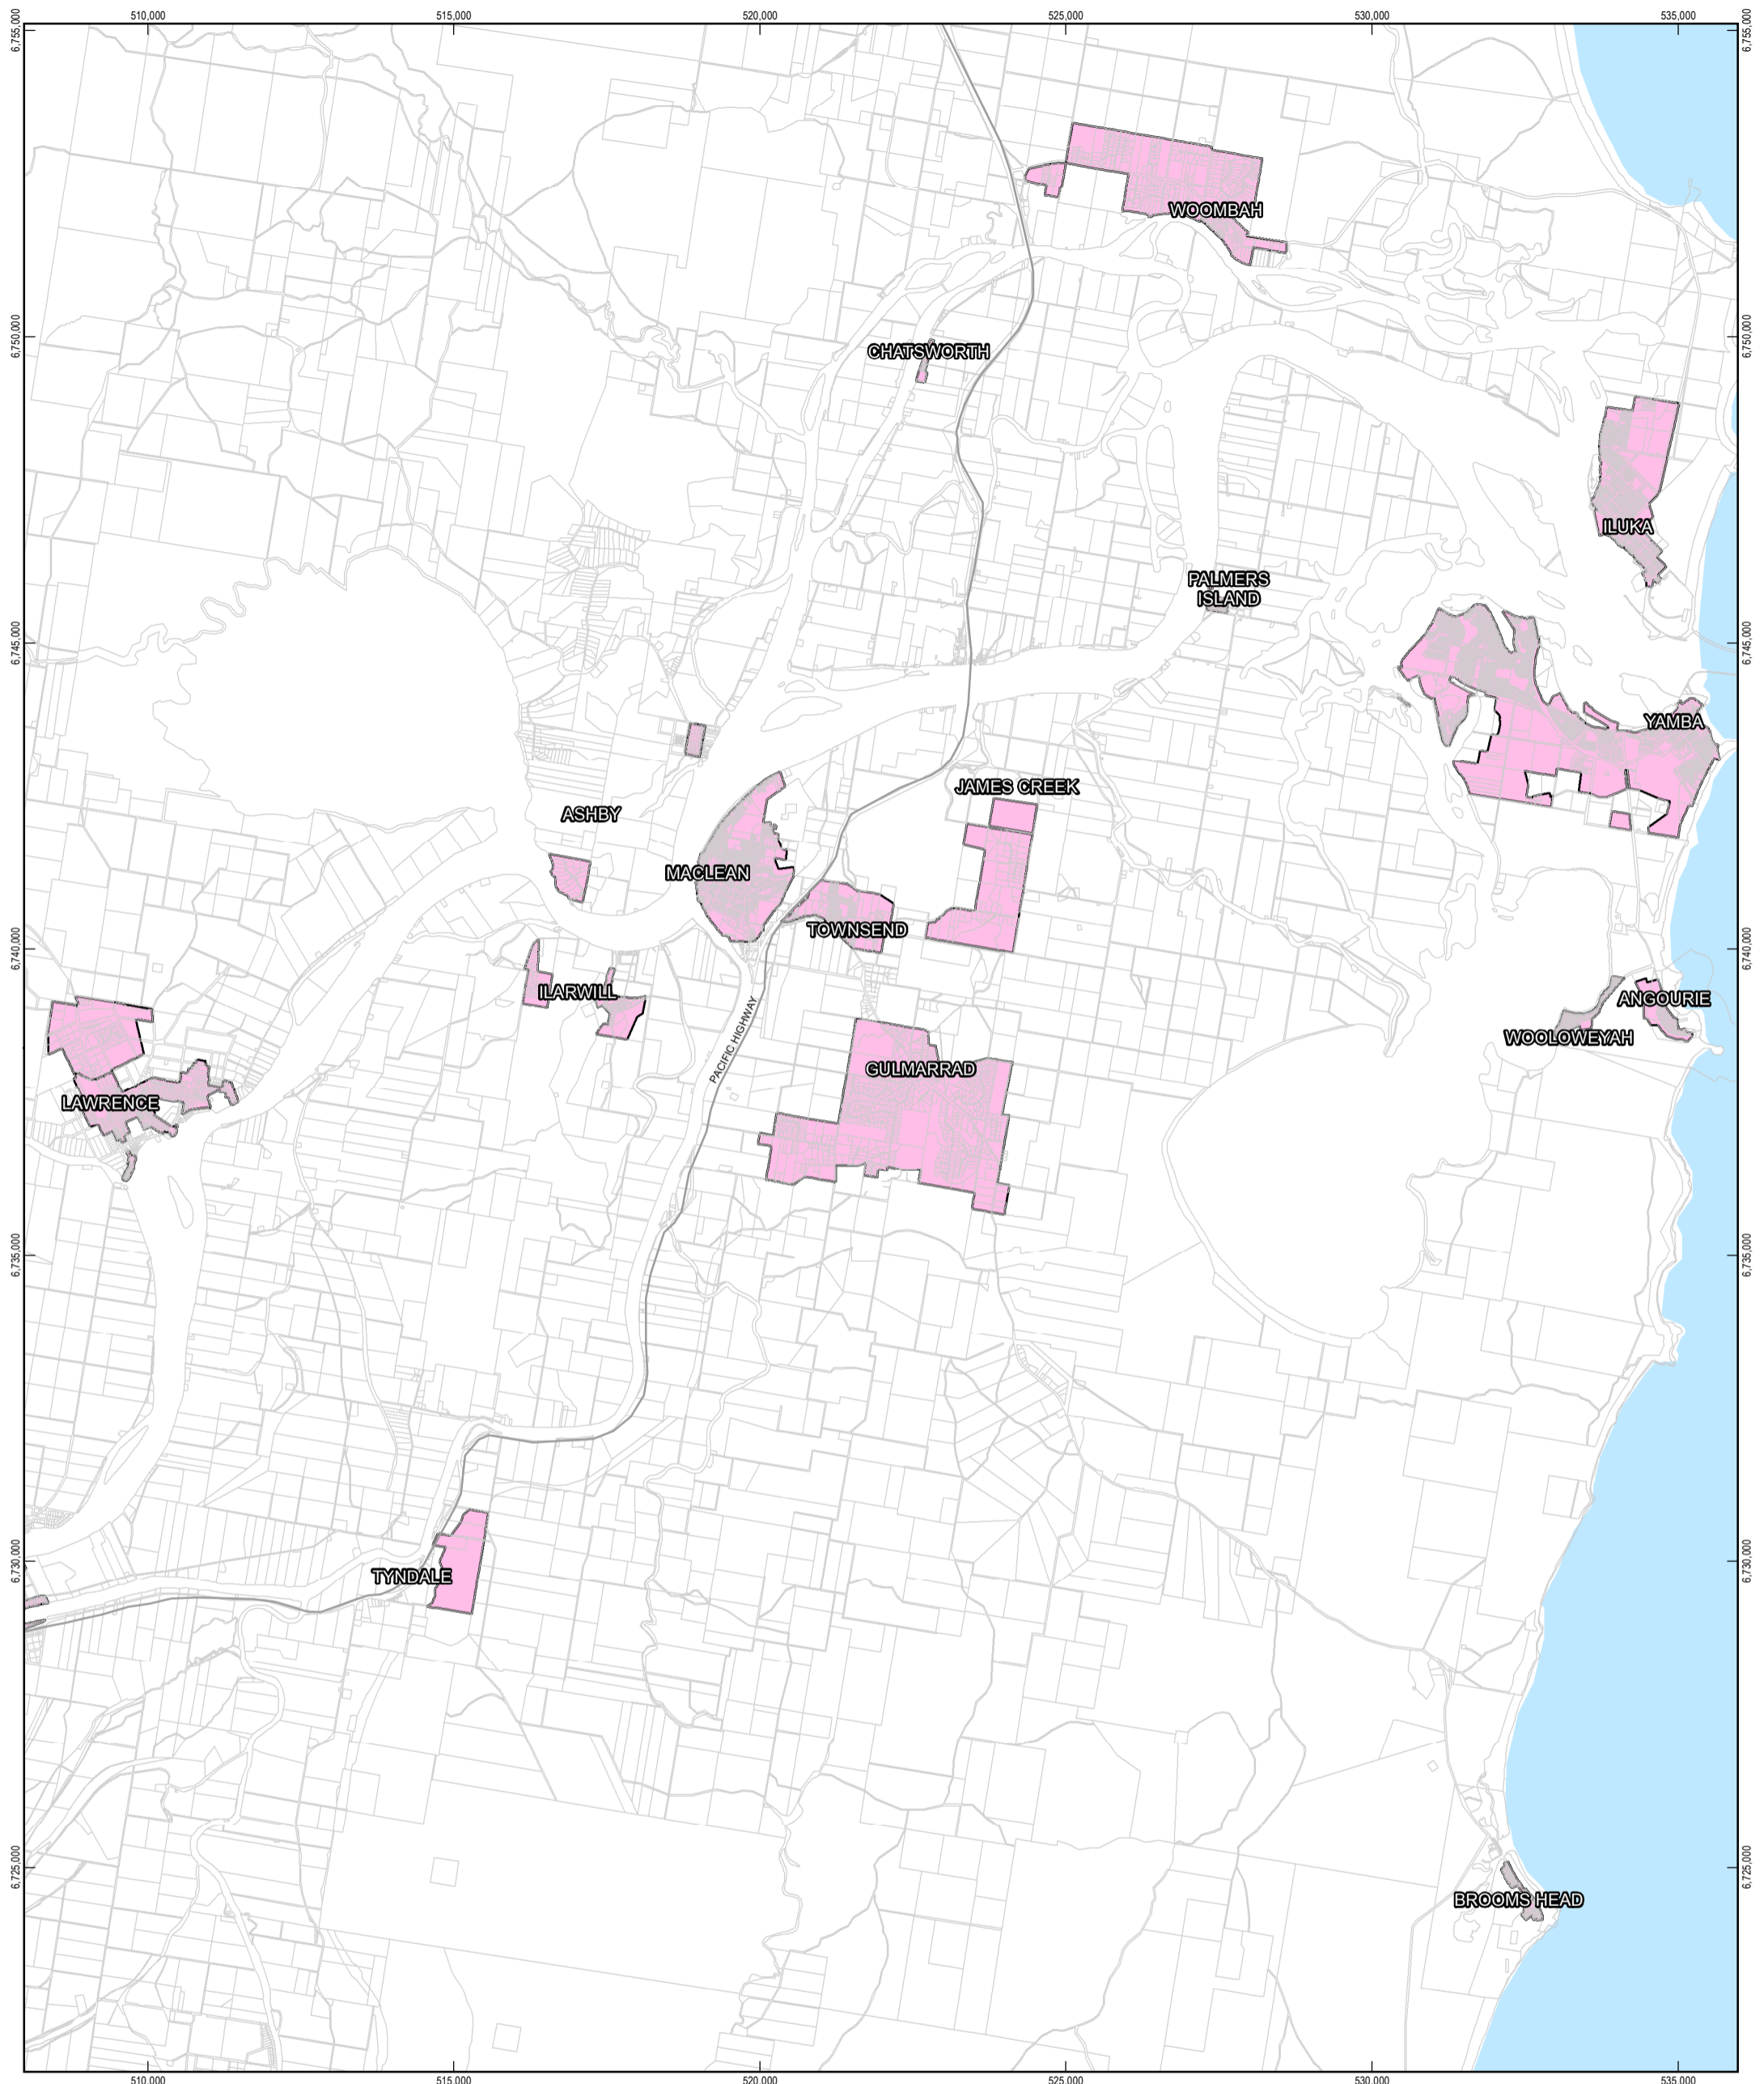 510,000 515,000 520,000 525,000 530,000 535,000
6,755,000 6,755,000
WOOMBAH
6,750,000 6,750,000
CHATSWORTH
ILUKA
PALMERS
ISLAND
6,745,000 6,745,000
YAMBA
JAMES CREEK
ASHBY
MACLEAN
TOWNSEND
6,740,000 6,740,000
ILARWILL
ANGOURIE
PACIFIC HIGHWAY
WOOLOWEYAH
GULMARRAD
LAWRENCE
6,735,000 6,735,000
6,730,000 6,730,000
TYNDALE
6,725,000 6,725,000
BROOMS HEAD
510,000 515,000 520,000 525,000 530,000 535,000